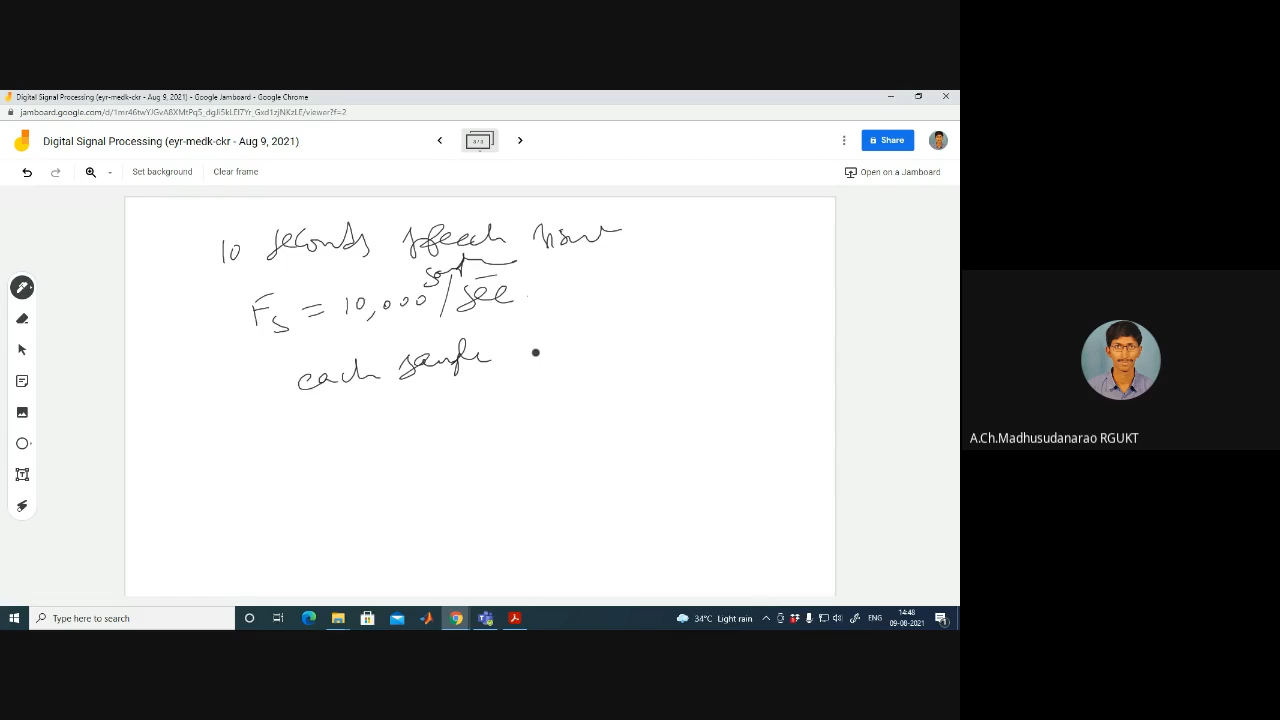 Digital Signal Processing (eyr-medk-ckr - Aug 9, 2021) - Google Jamboard - Google Chrome
Digital Signal Processing (eyr-medk-ckr - Aug 9, 2021)
3 / 3
Share
Set background
Clear frame
Open on a Jamboard
10 seconds speech
Fs = 10,000 /sec
each sample
A.Ch.Madhusudanarao RGUKT
Type here to search
34°C Light rain
ENG
14:48
09-08-2021